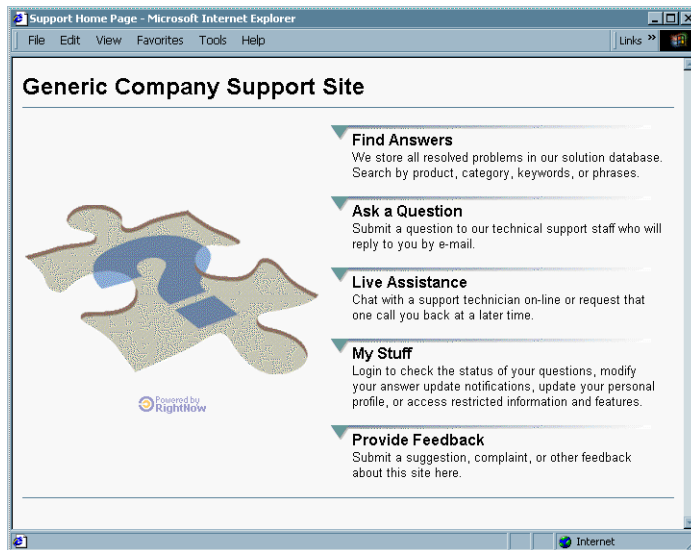 Support Home Page - Microsoft Internet Explorer
File Edit View Favorites Tools Help Links »
Generic Company Support Site
Find Answers
We store all resolved problems in our solution database.
Search by product, category, keywords, or phrases.
Ask a Question
Submit a question to our technical support staff who will
reply to you by e-mail.
Live Assistance
Chat with a support technician on-line or request that
one call you back at a later time.
My Stuff
Login to check the status of your questions, modify
your answer update notifications, update your personal
profile, or access restricted information and features.
Powered by
RightNow
Provide Feedback
Submit a suggestion, complaint, or other feedback
about this site here.
Internet